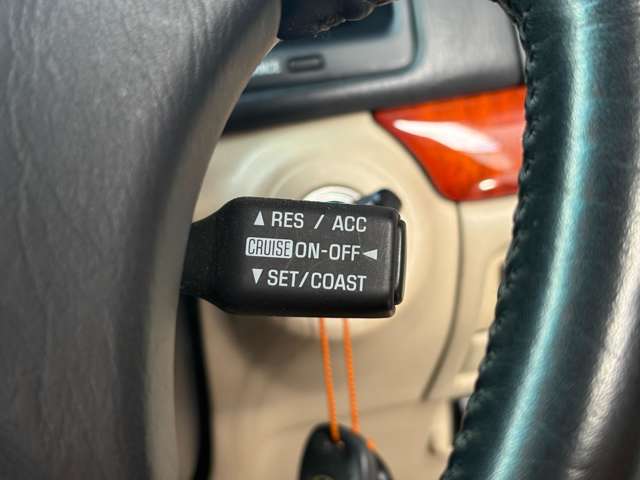 ▲ RES / ACC
CRUISE ON-OFF ◄
▼ SET/COAST